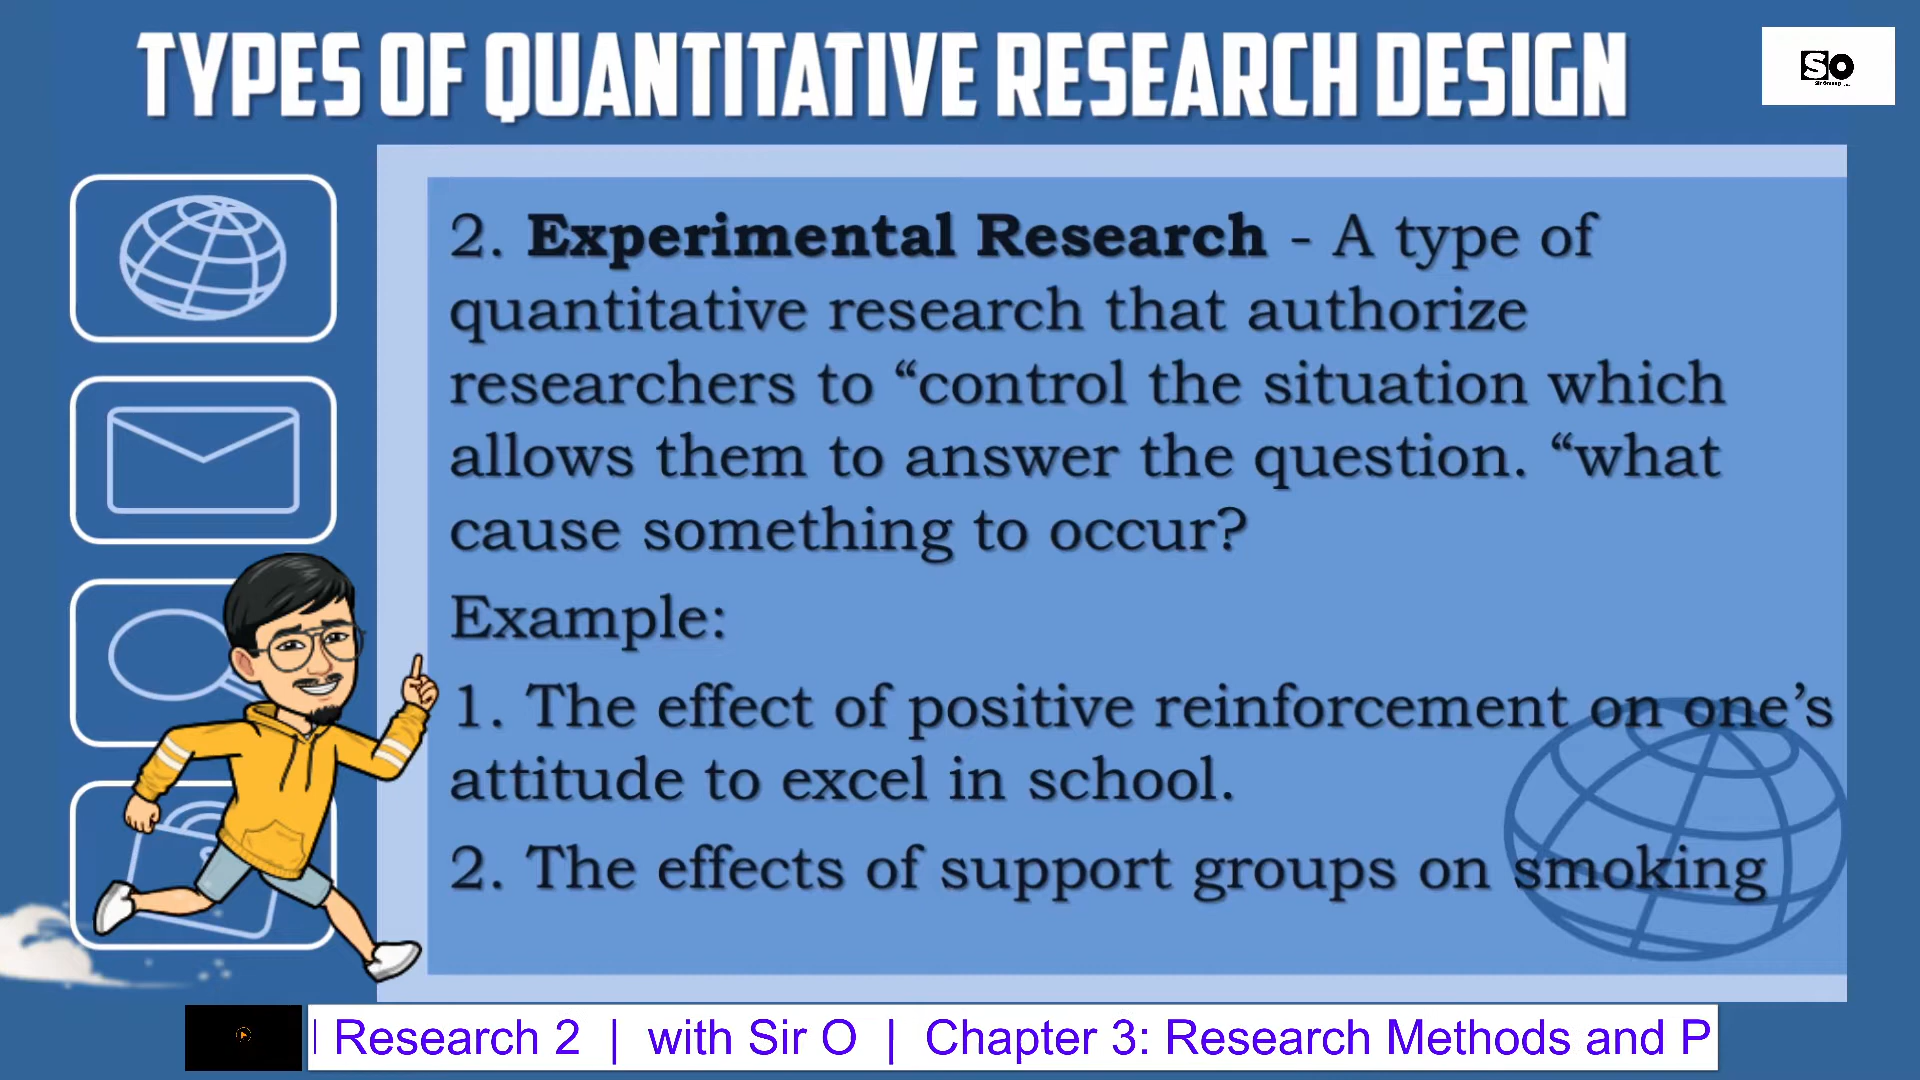 TYPES OF QUANTITATIVE RESEARCH DESIGN
SO
2. Experimental Research - A type of
quantitative research that authorize
researchers to “control the situation which
allows them to answer the question. “what
cause something to occur?
Example:
1. The effect of positive reinforcement on one’s
attitude to excel in school.
2. The effects of support groups on smoking
| Research 2 | with Sir O | Chapter 3: Research Methods and P